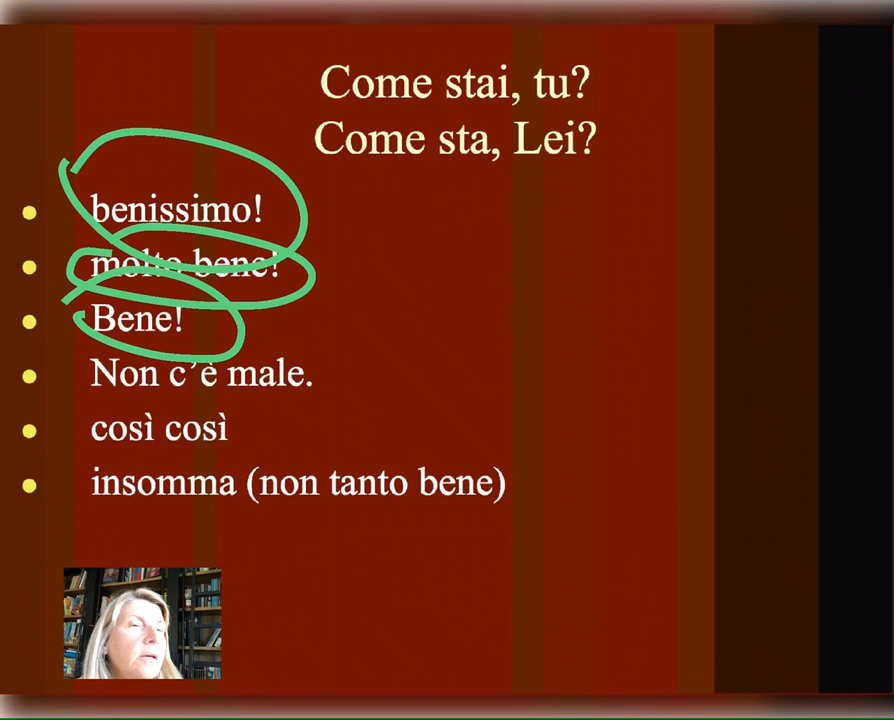 Come stai, tu?
Come sta, Lei?
benissimo!
molto bene!
Bene!
Non c’è male.
così così
insomma (non tanto bene)